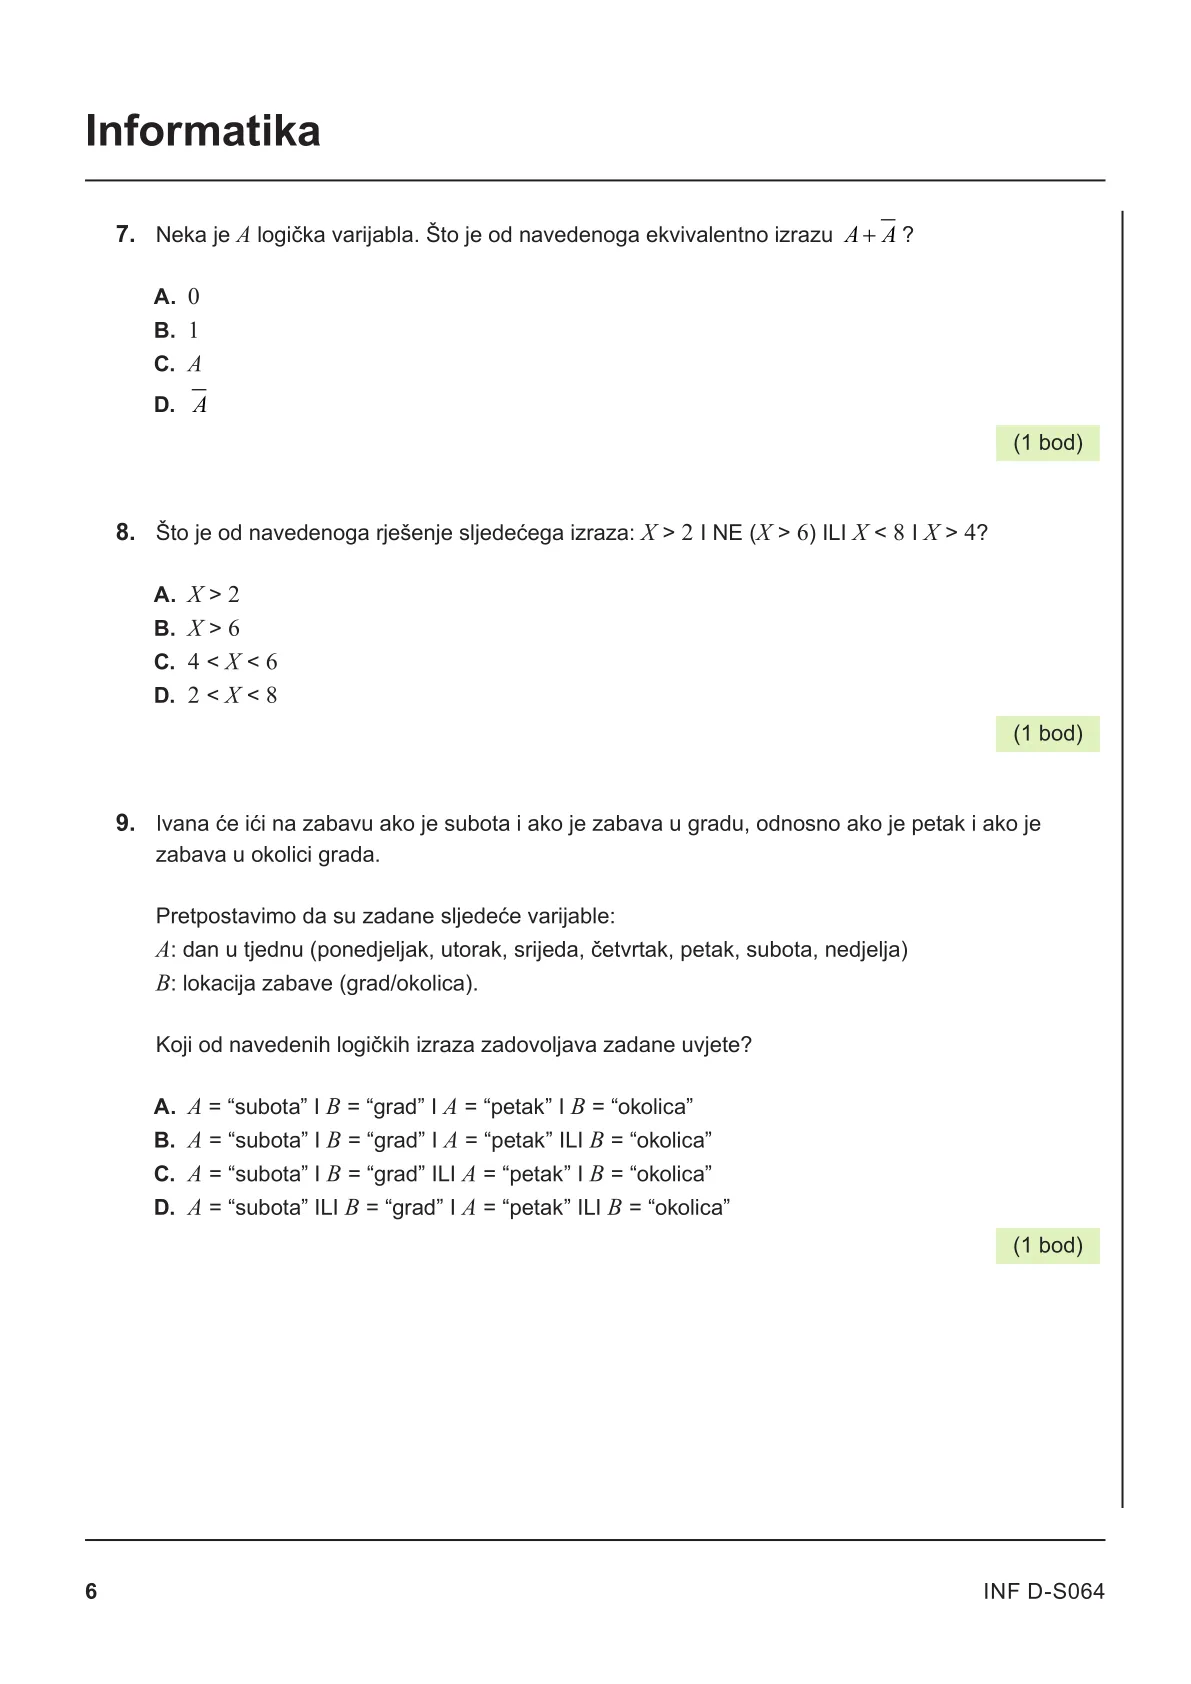 Informatika
7. Neka je A logička varijabla. Što je od navedenoga ekvivalentno izrazu A + A̅ ?
A. 0
B. 1
C. A
D. A̅
(1 bod)
8. Što je od navedenoga rješenje sljedećega izraza: X > 2 I NE (X > 6) ILI X < 8 I X > 4?
A. X > 2
B. X > 6
C. 4 < X < 6
D. 2 < X < 8
(1 bod)
9. Ivana će ići na zabavu ako je subota i ako je zabava u gradu, odnosno ako je petak i ako je
zabava u okolici grada.
Pretpostavimo da su zadane sljedeće varijable:
A: dan u tjednu (ponedjeljak, utorak, srijeda, četvrtak, petak, subota, nedjelja)
B: lokacija zabave (grad/okolica).
Koji od navedenih logičkih izraza zadovoljava zadane uvjete?
A. A = “subota” I B = “grad” I A = “petak” I B = “okolica”
B. A = “subota” I B = “grad” I A = “petak” ILI B = “okolica”
C. A = “subota” I B = “grad” ILI A = “petak” I B = “okolica”
D. A = “subota” ILI B = “grad” I A = “petak” ILI B = “okolica”
(1 bod)
6
INF D-S064